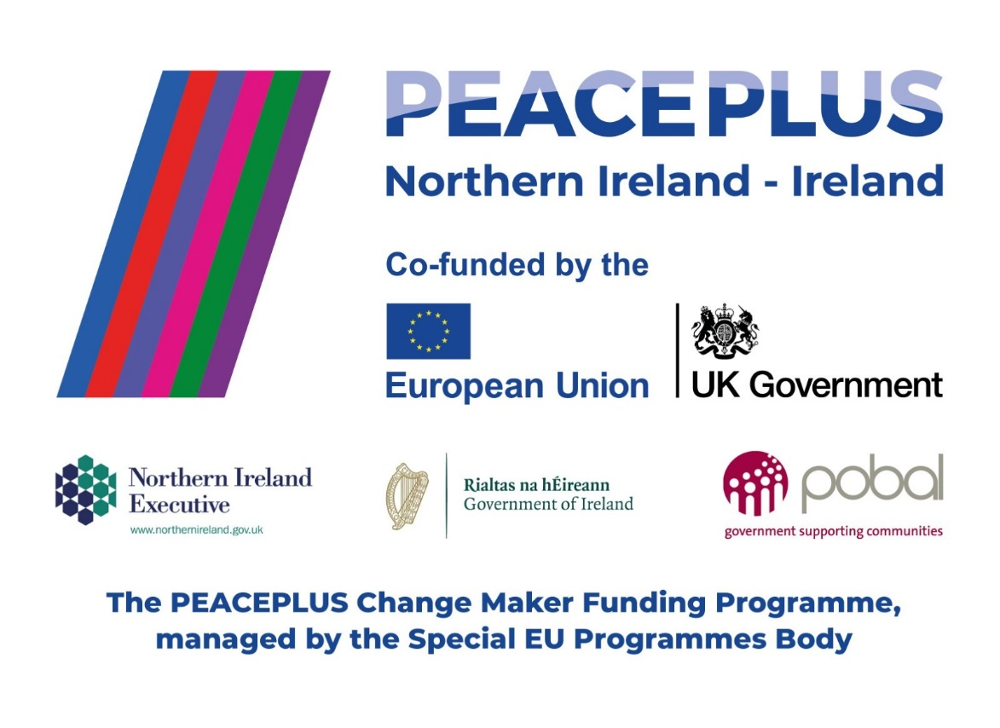 PEACEPLUS
Northern Ireland - Ireland
Co-funded by the
European Union
UK Government
Northern Ireland
Executive
www.northernireland.gov.uk
Rialtas na hÉireann
Government of Ireland
pobal
government supporting communities
The PEACEPLUS Change Maker Funding Programme,
managed by the Special EU Programmes Body